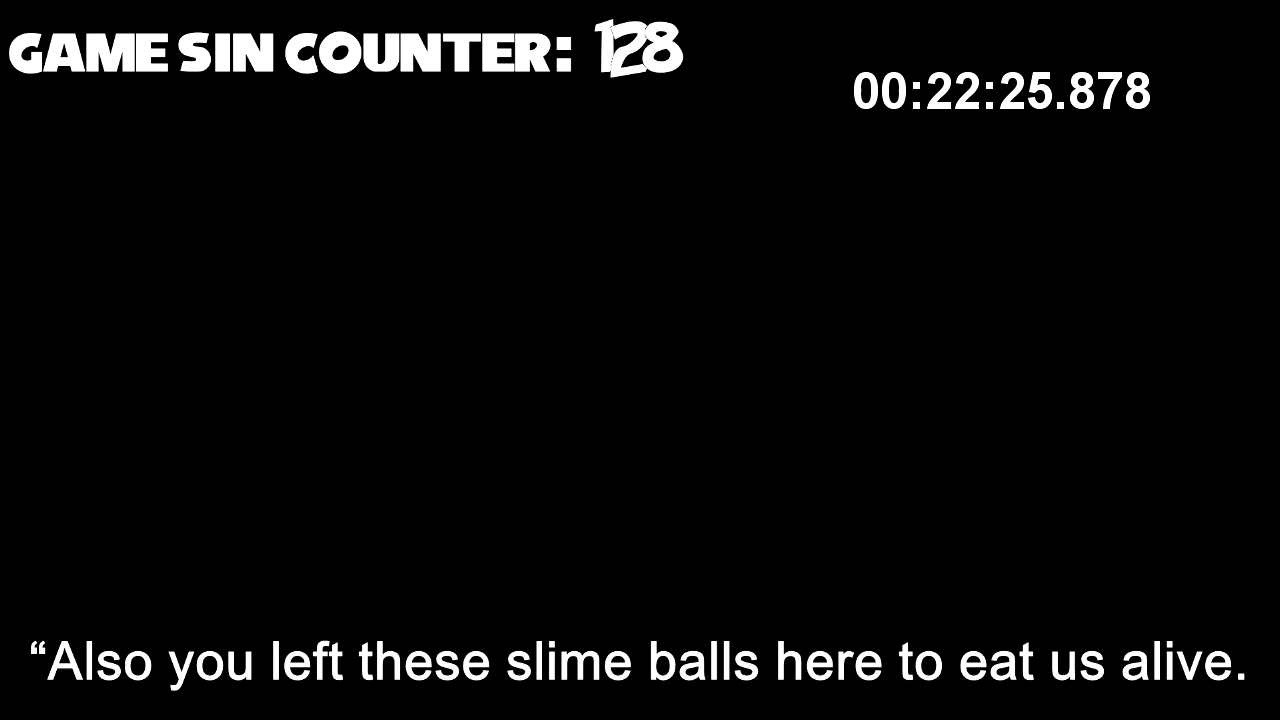 GAME SIN COUNTER: 128
00:22:25.878
“Also you left these slime balls here to eat us alive.